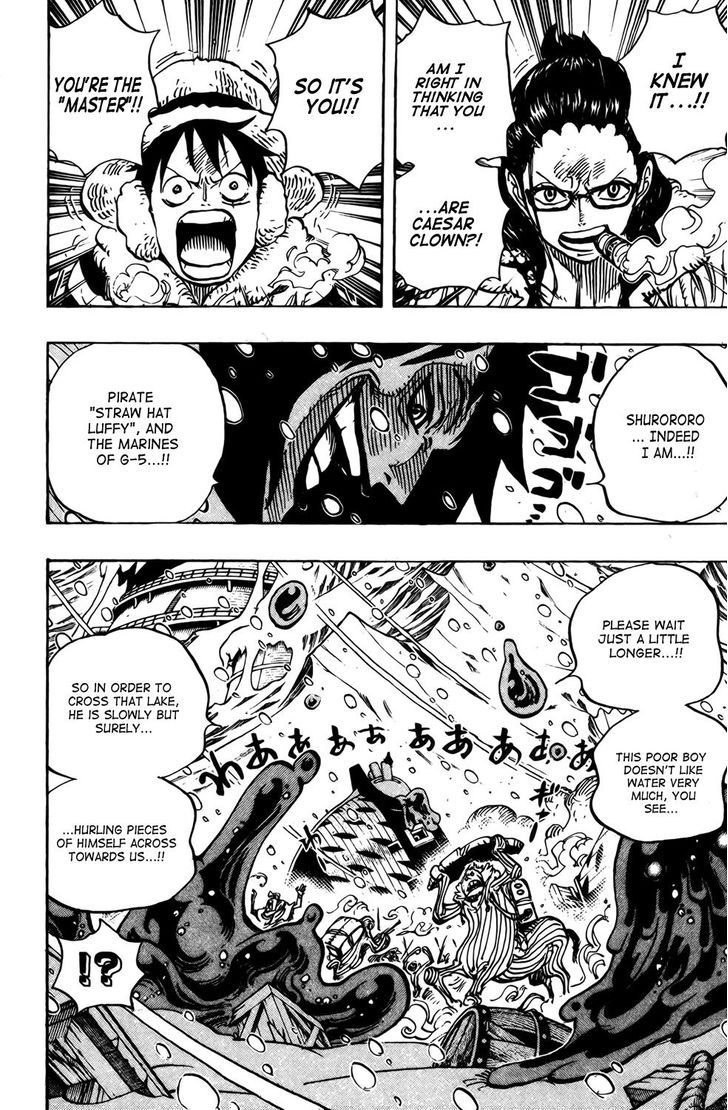 I
KNEW
IT...!!
AM I
RIGHT IN
THINKING
THAT YOU
...
...ARE
CAESAR
CLOWN?!
SO IT'S
YOU!!
YOU'RE THE
"MASTER"!!
SHURORORO
... INDEED
I AM...!!
PIRATE
"STRAW HAT
LUFFY", AND
THE MARINES
OF G-5...!!
PLEASE WAIT
JUST A LITTLE
LONGER...!!
THIS POOR BOY
DOESN'T LIKE
WATER VERY
MUCH, YOU
SEE...
SO IN ORDER TO
CROSS THAT LAKE,
HE IS SLOWLY BUT
SURELY...
...HURLING PIECES
OF HIMSELF ACROSS
TOWARDS US...!!
!?